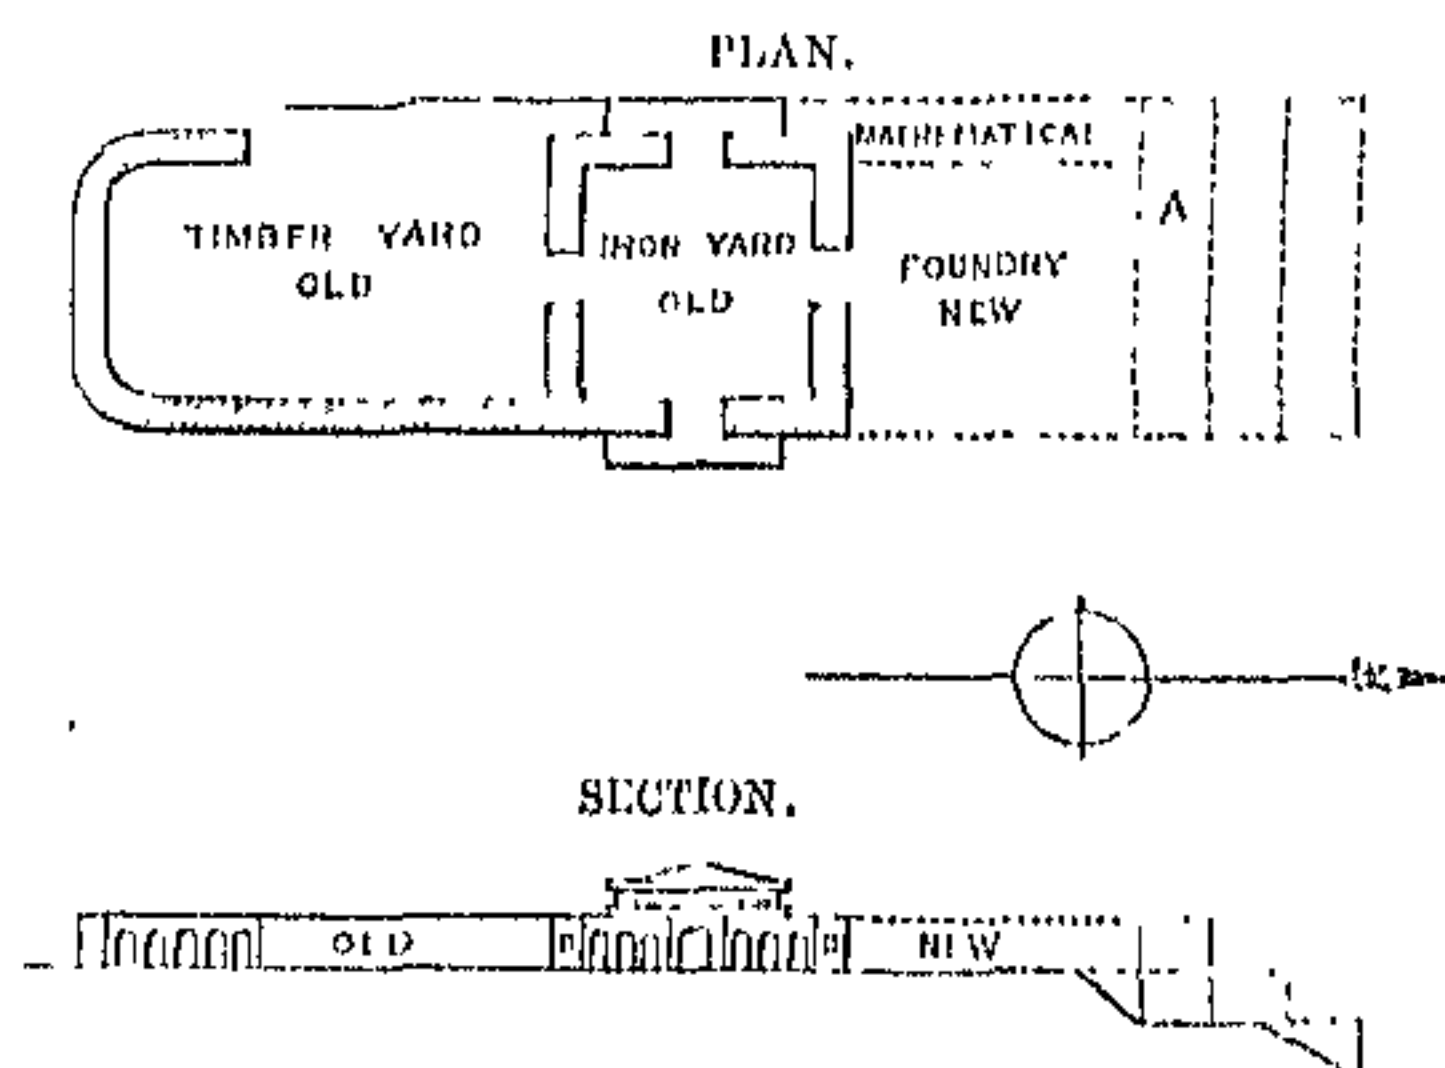 PLAN.
MATHEMATICAL
A
TIMBER YARD
OLD
IRON YARD
OLD
FOUNDRY
NEW
SECTION.
OLD
NEW